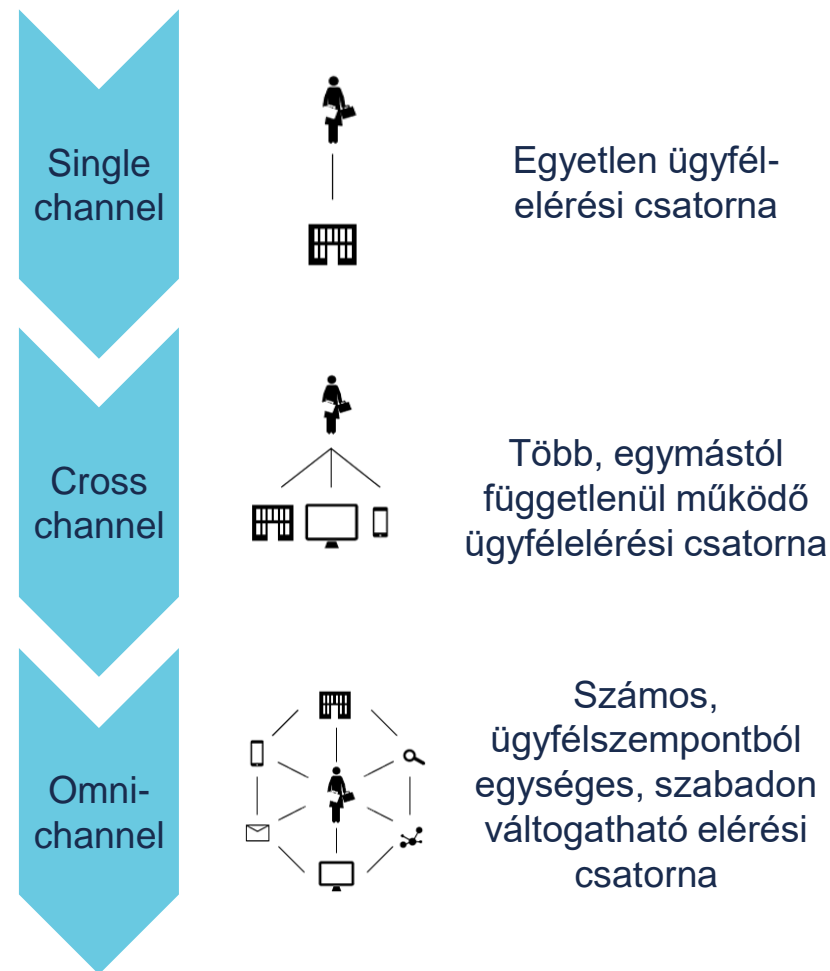 Single
channel
Egyetlen ügyfél-
elérési csatorna
Cross
channel
Több, egymástól
függetlenül működő
ügyfélelérési csatorna
Omni-
channel
Számos,
ügyfélszempontból
egységes, szabadon
váltogatható elérési
csatorna